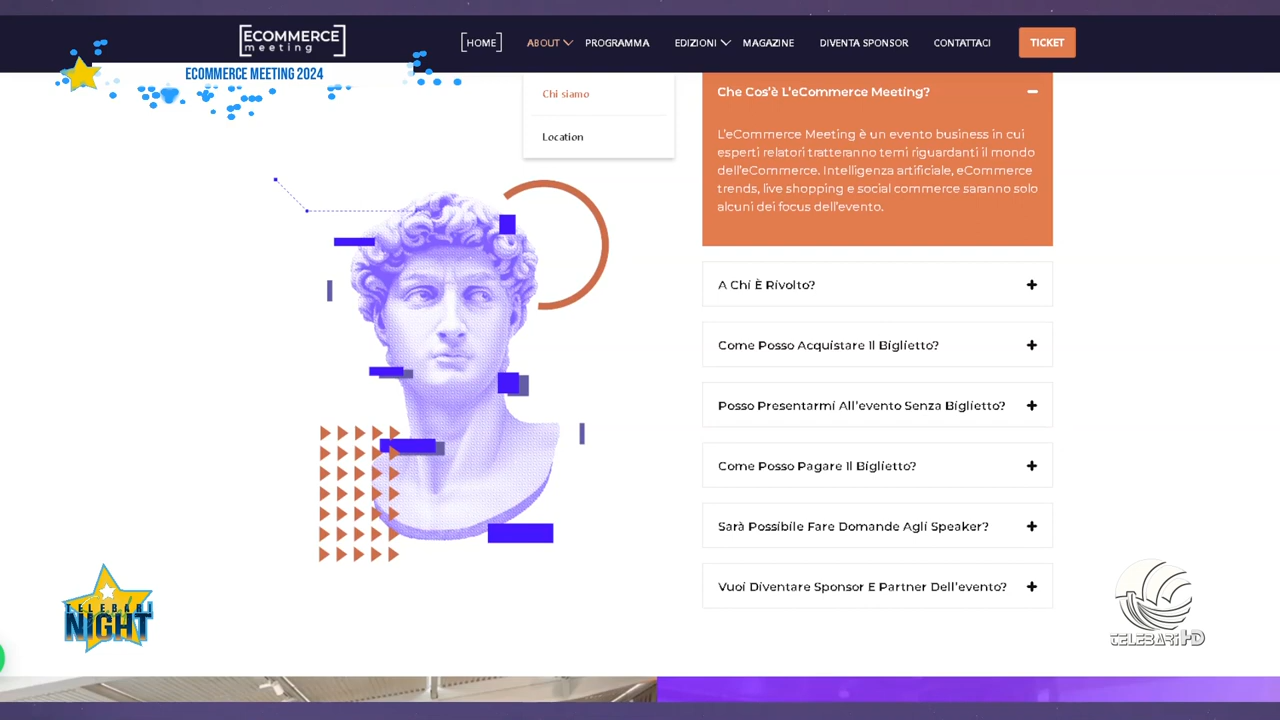 ECOMMERCE
meeting
HOME
ABOUT
PROGRAMMA
EDIZIONI
MAGAZINE
DIVENTA SPONSOR
CONTATTACI
TICKET
ECOMMERCE MEETING 2024
Chi siamo
Location
Che Cos'è L'eCommerce Meeting?
L'eCommerce Meeting è un evento business in cui
esperti relatori tratteranno temi riguardanti il mondo
dell'eCommerce. Intelligenza artificiale, eCommerce
trends, live shopping e social commerce saranno solo
alcuni dei focus dell'evento.
A Chi È Rivolto?
Come Posso Acquistare Il Biglietto?
Posso Presentarmi All'evento Senza Biglietto?
Come Posso Pagare Il Biglietto?
Sarà Possibile Fare Domande Agli Speaker?
Vuoi Diventare Sponsor E Partner Dell'evento?
TELEBARI
NIGHT
TELEBARI HD